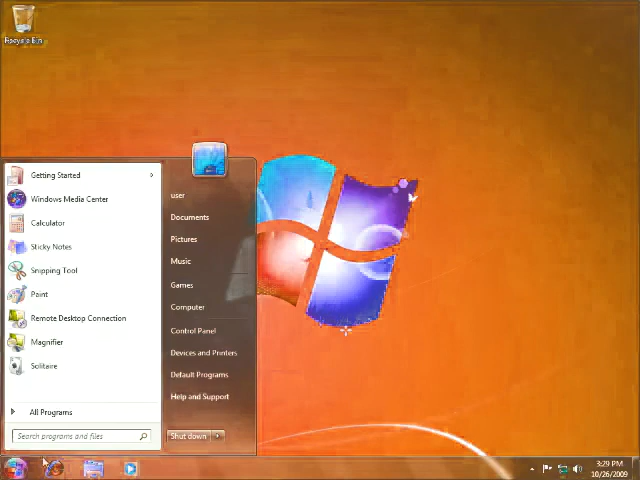 Recycle Bin
Getting Started
Windows Media Center
Calculator
Sticky Notes
Snipping Tool
Paint
Remote Desktop Connection
Magnifier
Solitaire
All Programs
Search programs and files
user
Documents
Pictures
Music
Games
Computer
Control Panel
Devices and Printers
Default Programs
Help and Support
Shut down
3:29 PM
10/26/2009